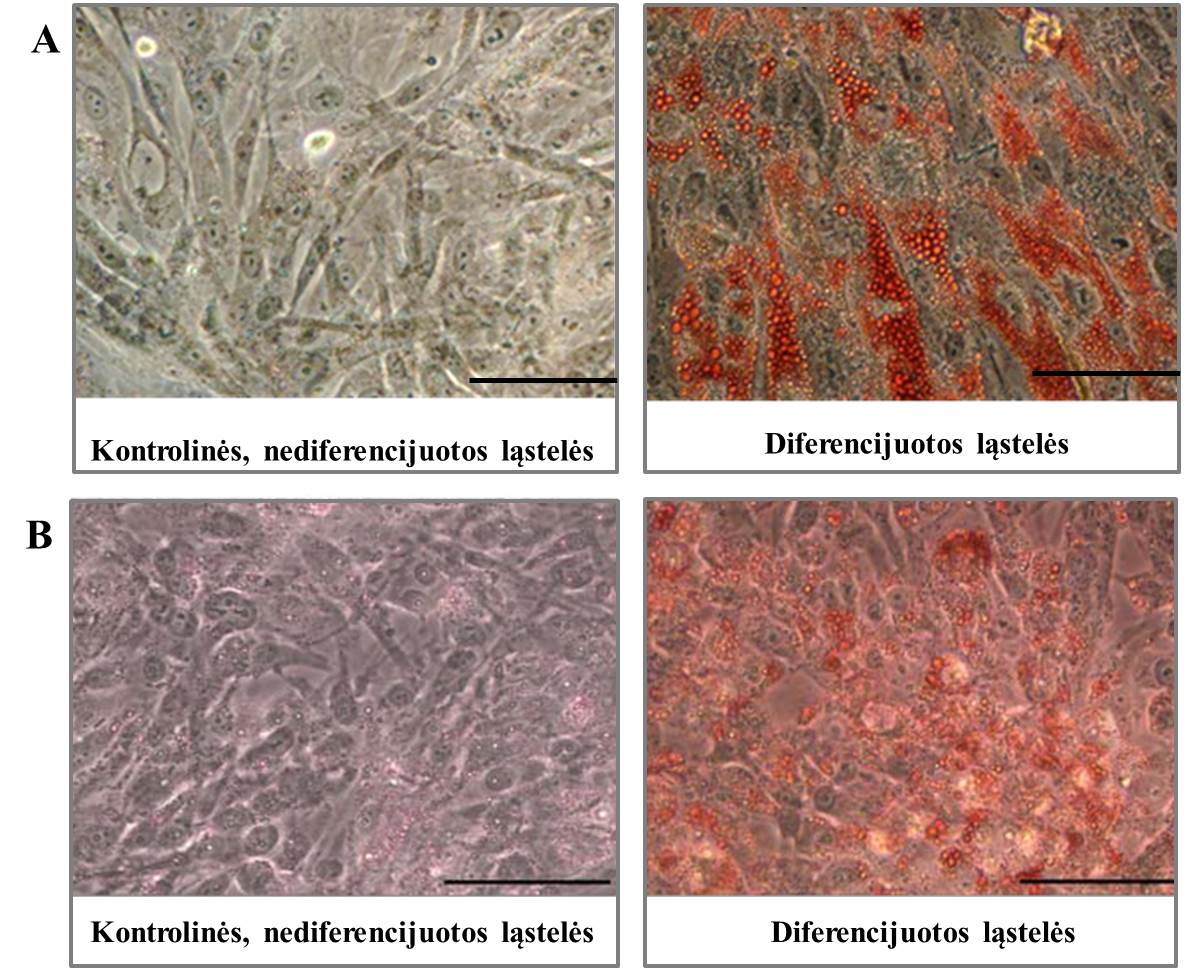 A
Kontrolinės, nediferencijuotos ląstelės
Diferencijuotos ląstelės
B
Kontrolinės, nediferencijuotos ląstelės
Diferencijuotos ląstelės